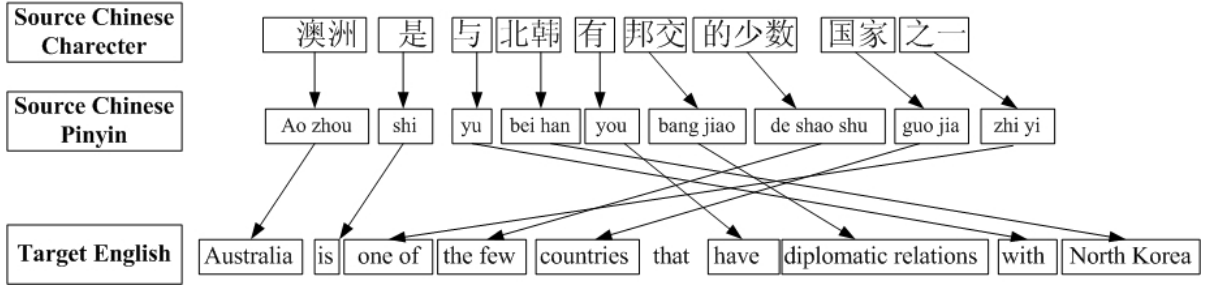 Source Chinese
Charecter
澳洲 是 与 北韩 有 邦交 的少数 国家 之一
Source Chinese
Pinyin
Ao zhou shi yu bei han you bang jiao de shao shu guo jia zhi yi
Target English
Australia is one of the few countries that have diplomatic relations with North Korea